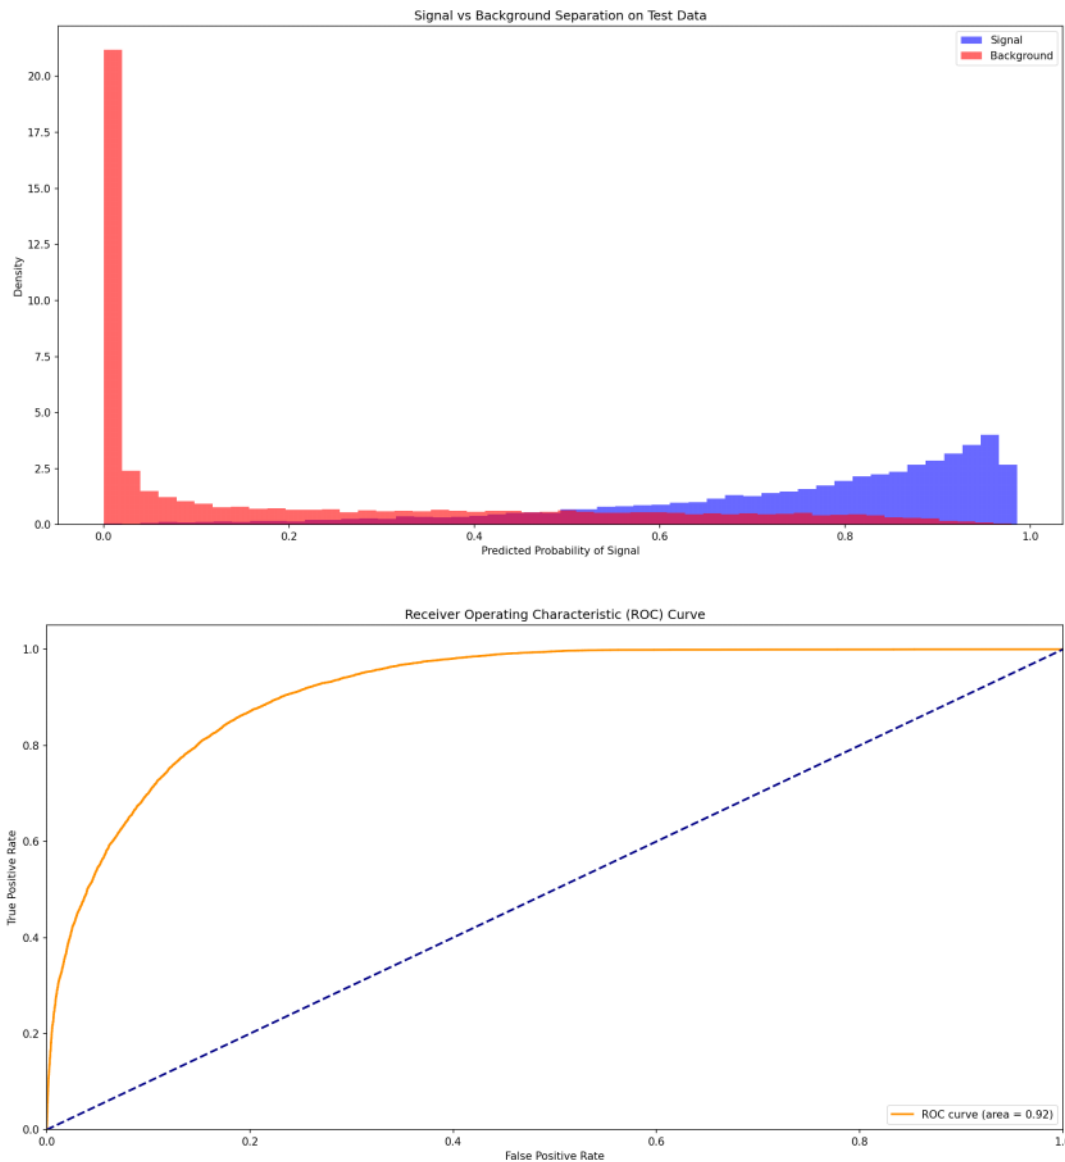 Signal vs Background Separation on Test Data
Signal
Background
20.0
17.5
15.0
12.5
10.0
7.5
5.0
2.5
0.0
Density
0.0 0.2 0.4 0.6 0.8 1.0
Predicted Probability of Signal
Receiver Operating Characteristic (ROC) Curve
1.0
0.8
0.6
0.4
0.2
0.0
True Positive Rate
ROC curve (area = 0.92)
0.0 0.2 0.4 0.6 0.8 1.
False Positive Rate